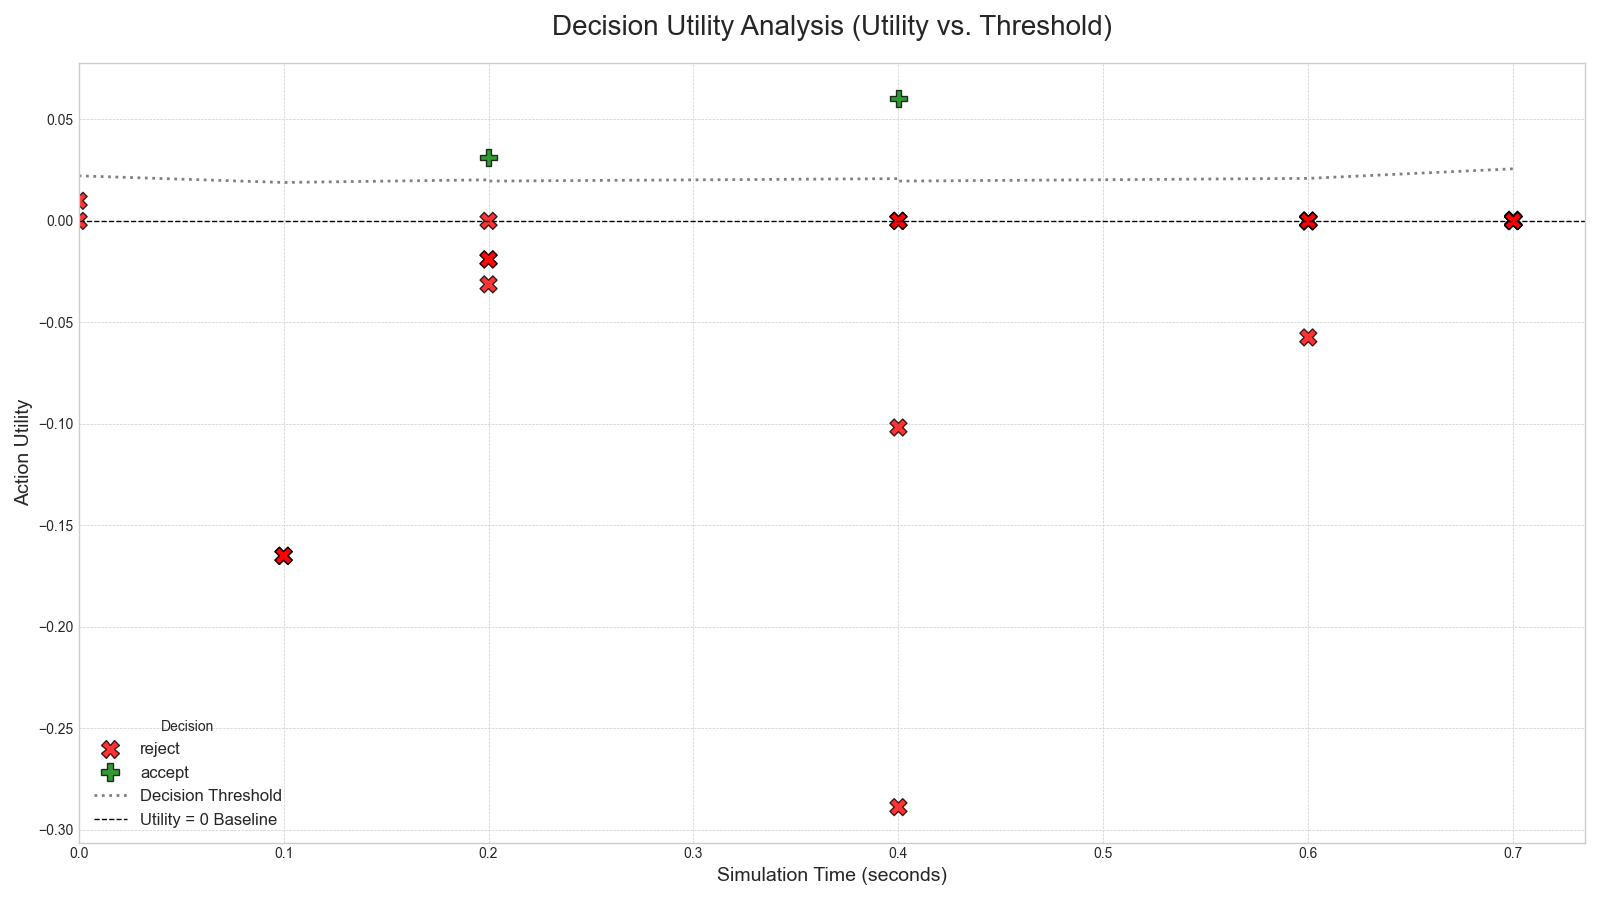 Decision Utility Analysis (Utility vs. Threshold)
Action Utility
0.05
0.00
−0.05
−0.10
−0.15
−0.20
−0.25
−0.30
Decision
reject
accept
Decision Threshold
Utility = 0 Baseline
0.0 0.1 0.2 0.3 0.4 0.5 0.6 0.7
Simulation Time (seconds)